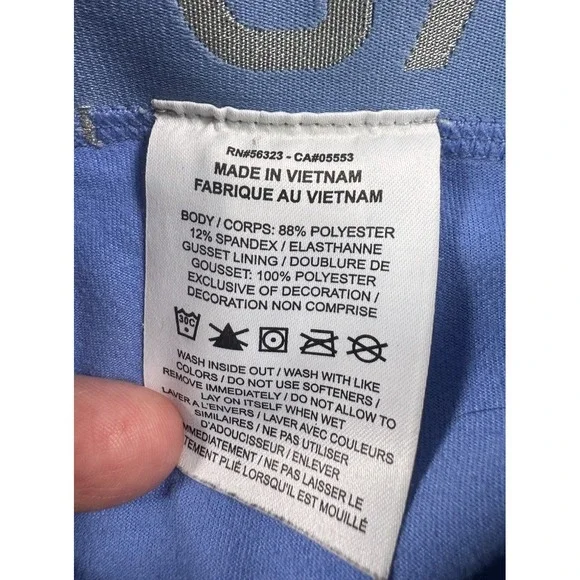 RN#56323 - CA#05553
MADE IN VIETNAM
FABRIQUE AU VIETNAM
BODY / CORPS: 88% POLYESTER
12% SPANDEX / ELASTHANNE
GUSSET LINING / DOUBLURE DE
GOUSSET: 100% POLYESTER
EXCLUSIVE OF DECORATION /
DECORATION NON COMPRISE
30C
WASH INSIDE OUT / WASH WITH LIKE
COLORS / DO NOT USE SOFTENERS /
REMOVE IMMEDIATELY / DO NOT ALLOW TO
LAY ON ITSELF WHEN WET
LAVER A L'ENVERS / LAVER AVEC COULEURS
SIMILAIRES / NE PAS UTILISER
D'ADOUCISSEUR / ENLEVER
IMMEDIATEMENT / NE PAS LAISSER LE
PLIÉ LORSQU'IL EST MOUILLÉ